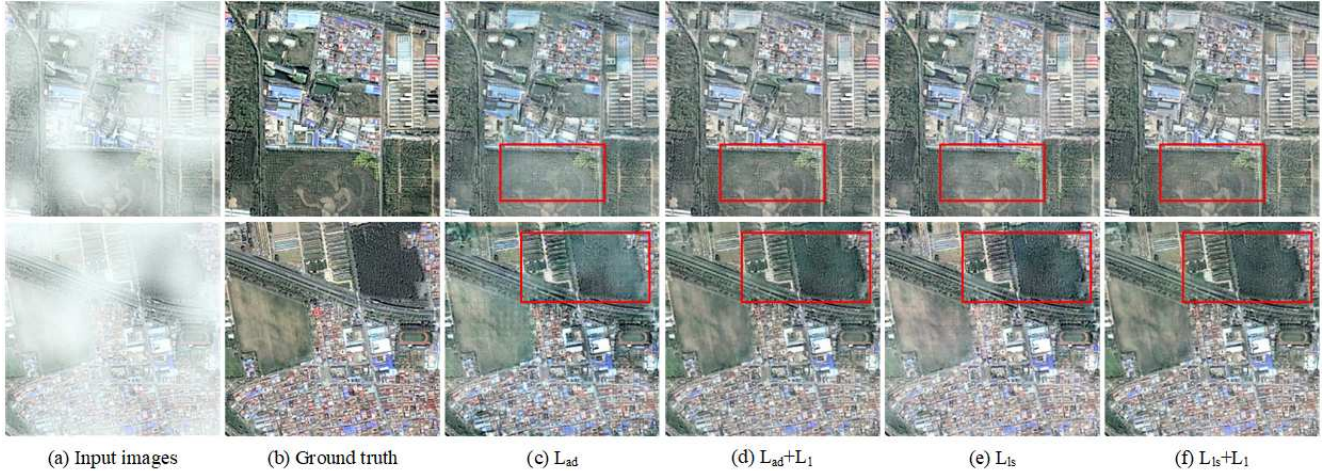 (a) Input images
(b) Ground truth
(c) L_ad
(d) L_ad+L_1
(e) L_ls
(f) L_ls+L_1